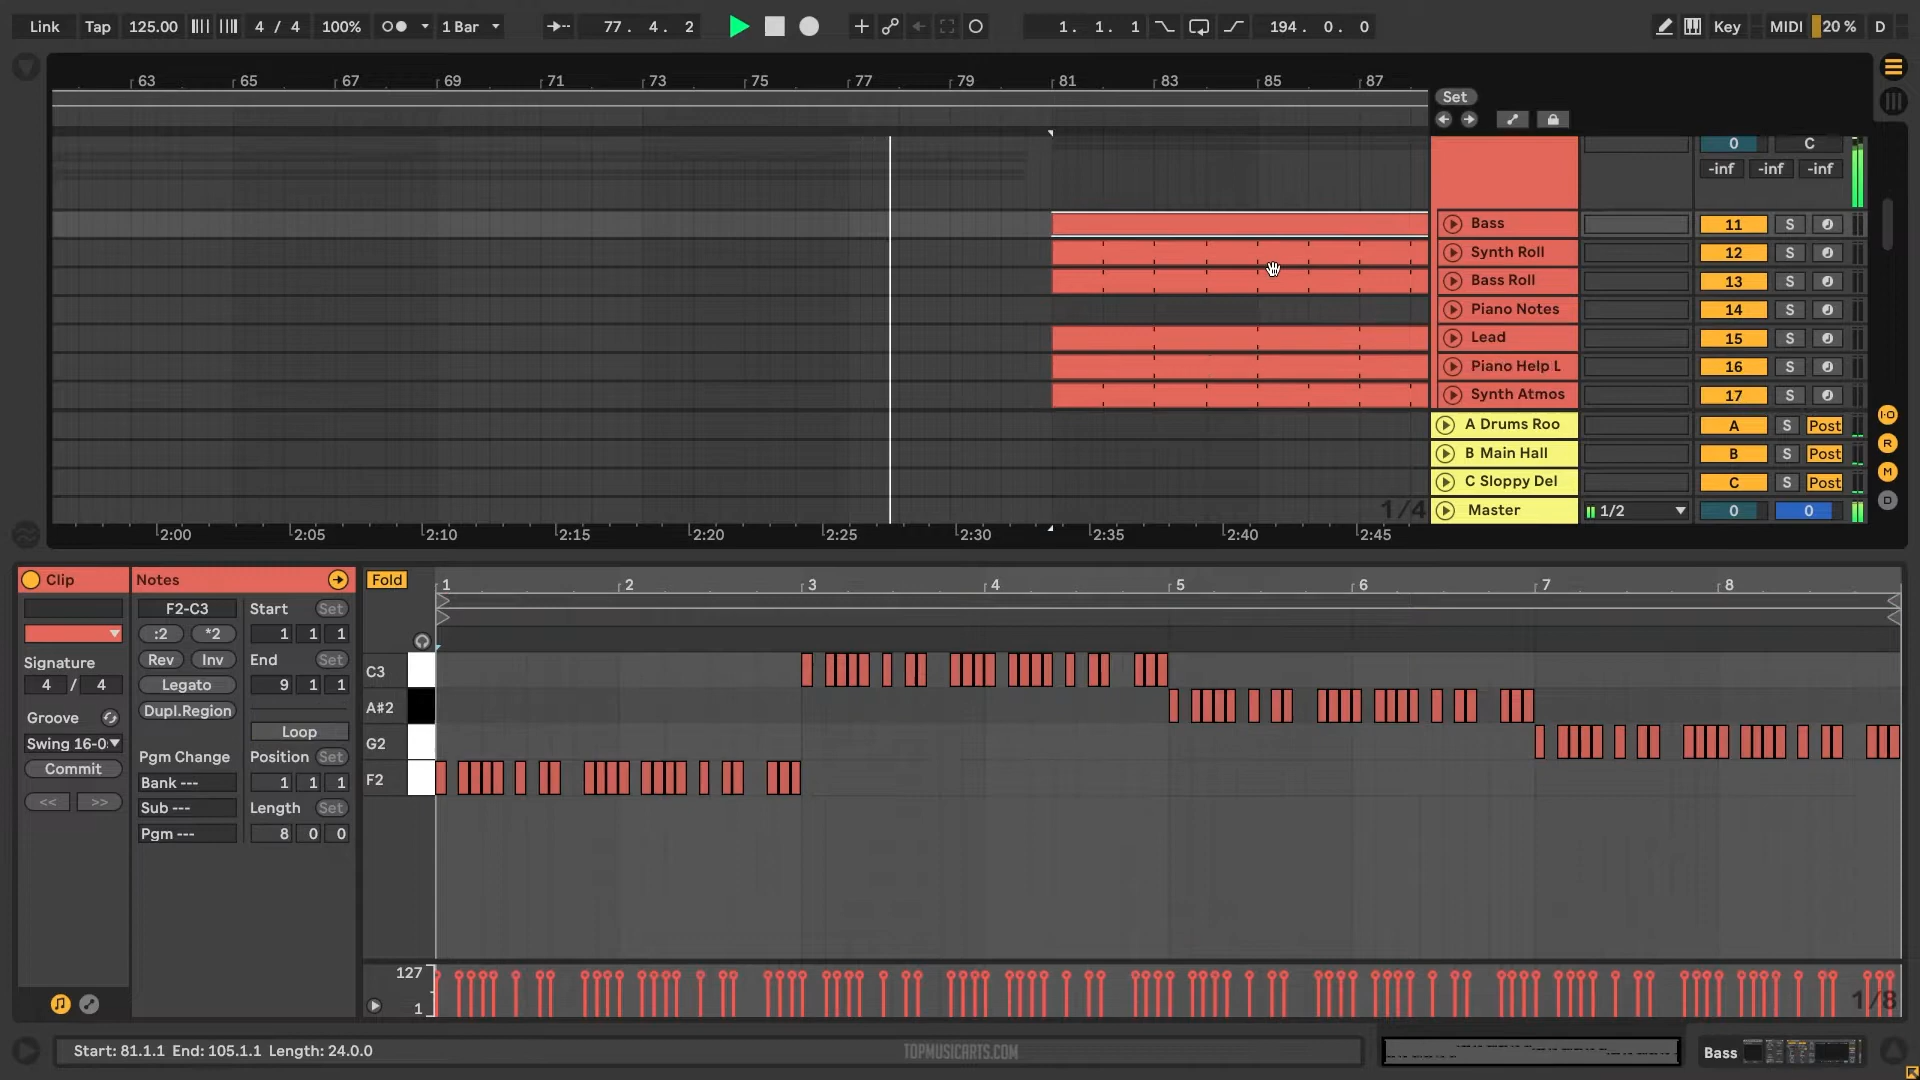 Link Tap 125.00 4 / 4 100% 1 Bar 77. 4. 2 1. 1. 1 194. 0. 0 Key MIDI 20 % D
63 65 67 69 71 73 75 77 79 81 83 85 87
Set
0 C
-inf -inf -inf
Bass 11 S
Synth Roll 12 S
Bass Roll 13 S
Piano Notes 14 S
Lead 15 S
Piano Help L 16 S
Synth Atmos 17 S
A Drums Roo A S Post
B Main Hall B S Post
C Sloppy Del C S Post
1/4 Master 1/2 0 0
I·O
R
M
D
2:00 2:05 2:10 2:15 2:20 2:25 2:30 2:35 2:40 2:45
Clip Notes Fold 1 2 3 4 5 6 7 8
F2-C3 Start Set
:2 *2 1 1 1
Signature Rev Inv End Set
4 / 4 Legato 9 1 1
Groove Dupl.Region Loop
Swing 16-0 Pgm Change Position Set
Commit Bank --- 1 1 1
<< >> Sub --- Length Set
Pgm --- 8 0 0
C3
A#2
G2
F2
127
1
1/8
Start: 81.1.1 End: 105.1.1 Length: 24.0.0 TOPMUSICARTS.COM Bass